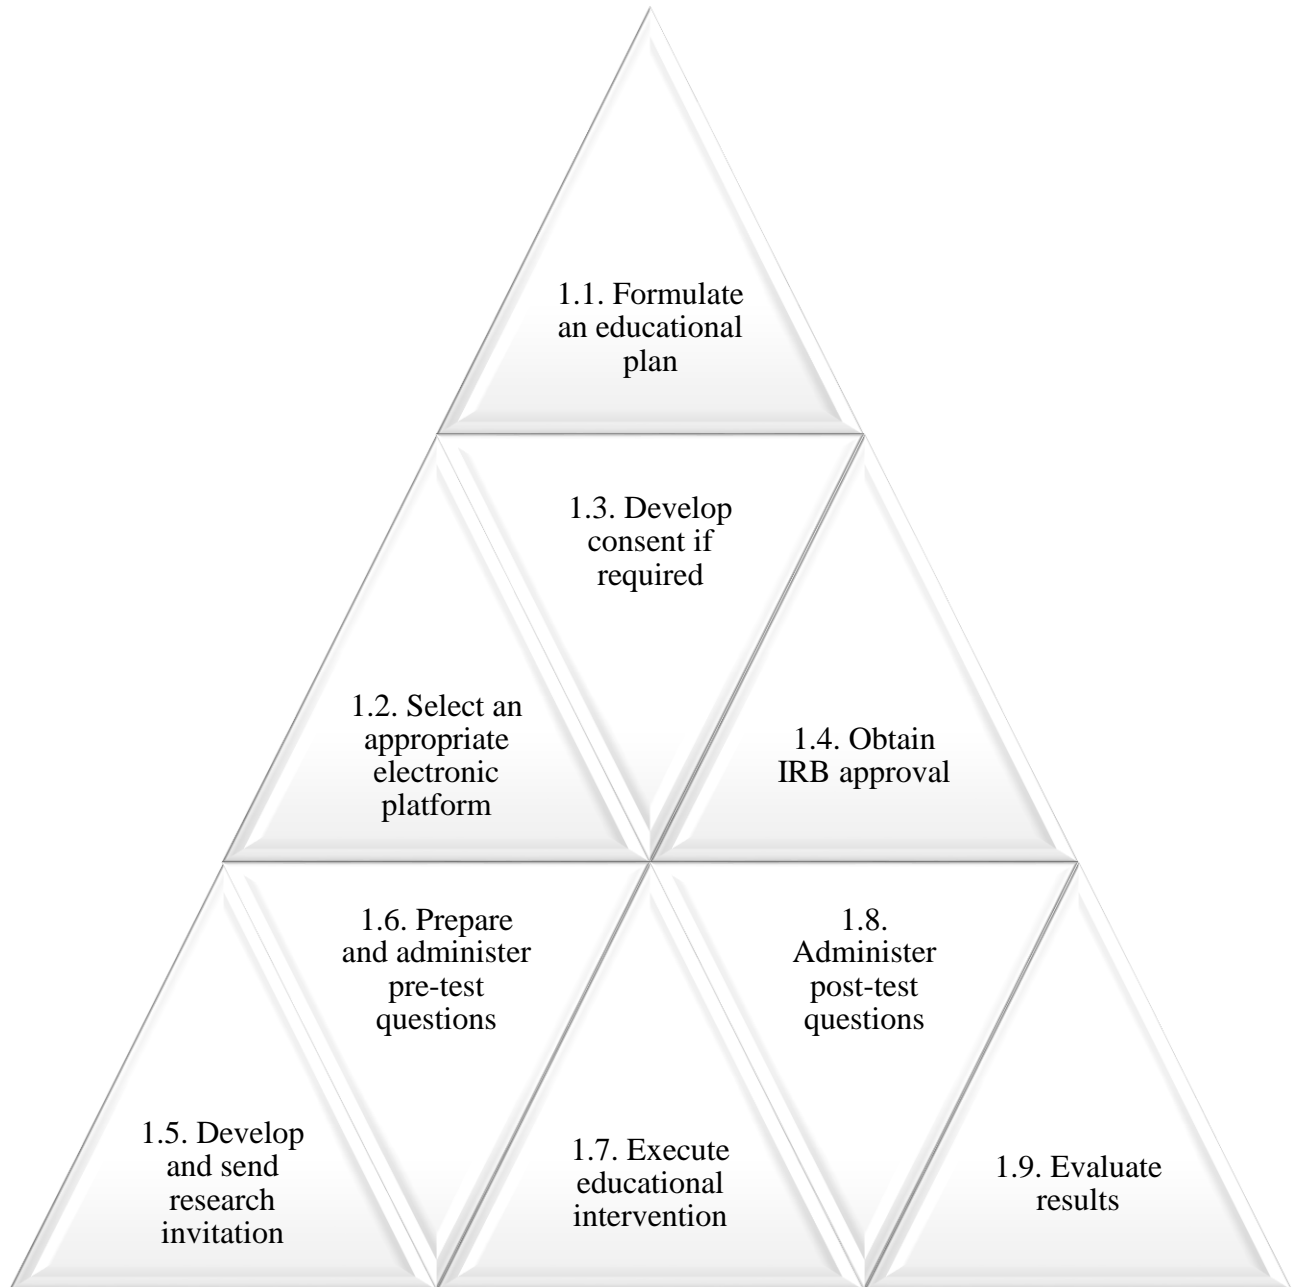 1.1. Formulate
an educational
plan
1.2. Select an
appropriate
electronic
platform
1.3. Develop
consent if
required
1.4. Obtain
IRB approval
1.5. Develop
and send
research
invitation
1.6. Prepare
and administer
pre-test
questions
1.7. Execute
educational
intervention
1.8.
Administer
post-test
questions
1.9. Evaluate
results